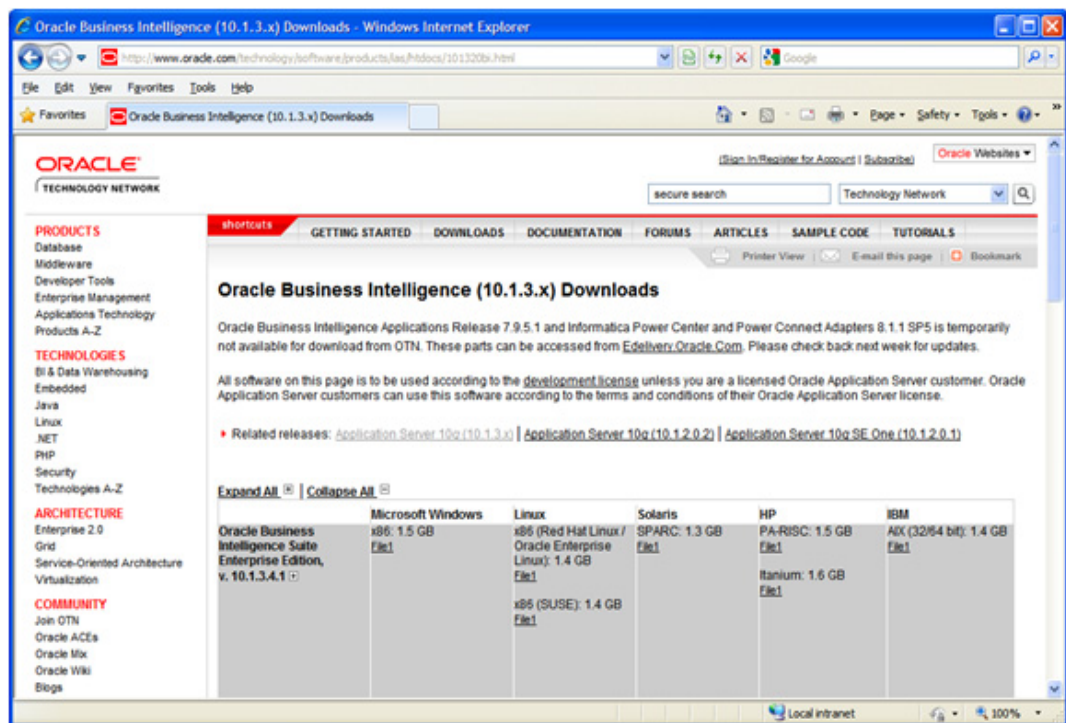 Oracle Business Intelligence (10.1.3.x) Downloads - Windows Internet Explorer
http://www.oracle.com/technology/software/products/ias/htdocs/101320bi.html
Google
File Edit View Favorites Tools Help
Favorites
Oracle Business Intelligence (10.1.3.x) Downloads
Page Safety Tools
ORACLE
TECHNOLOGY NETWORK
(Sign In/Register for Account | Subscribe)
Oracle Websites
secure search
Technology Network
PRODUCTS
Database
Middleware
Developer Tools
Enterprise Management
Applications Technology
Products A-Z
TECHNOLOGIES
BI & Data Warehousing
Embedded
Java
Linux
.NET
PHP
Security
Technologies A-Z
ARCHITECTURE
Enterprise 2.0
Grid
Service-Oriented Architecture
Virtualization
COMMUNITY
Join OTN
Oracle ACEs
Oracle Mix
Oracle Wiki
Blogs
shortcuts GETTING STARTED DOWNLOADS DOCUMENTATION FORUMS ARTICLES SAMPLE CODE TUTORIALS
Printer View | E-mail this page | Bookmark
Oracle Business Intelligence (10.1.3.x) Downloads
Oracle Business Intelligence Applications Release 7.9.5.1 and Informatica Power Center and Power Connect Adapters 8.1.1 SP5 is temporarily
not available for download from OTN. These parts can be accessed from Edelivery.Oracle.Com. Please check back next week for updates.
All software on this page is to be used according to the development license unless you are a licensed Oracle Application Server customer. Oracle
Application Server customers can use this software according to the terms and conditions of their Oracle Application Server license.
Related releases: Application Server 10g (10.1.3.x) | Application Server 10g (10.1.2.0.2) | Application Server 10g SE One (10.1.2.0.1)
Expand All | Collapse All
Microsoft Windows Linux Solaris HP IBM
Oracle Business
Intelligence Suite
Enterprise Edition,
v. 10.1.3.4.1
x86: 1.5 GB
File1
x86 (Red Hat Linux /
Oracle Enterprise
Linux): 1.4 GB
File1
x86 (SUSE): 1.4 GB
File1
SPARC: 1.3 GB
File1
PA-RISC: 1.5 GB
File1
Itanium: 1.6 GB
File1
AIX (32/64 bit): 1.4 GB
File1
Local intranet
100%